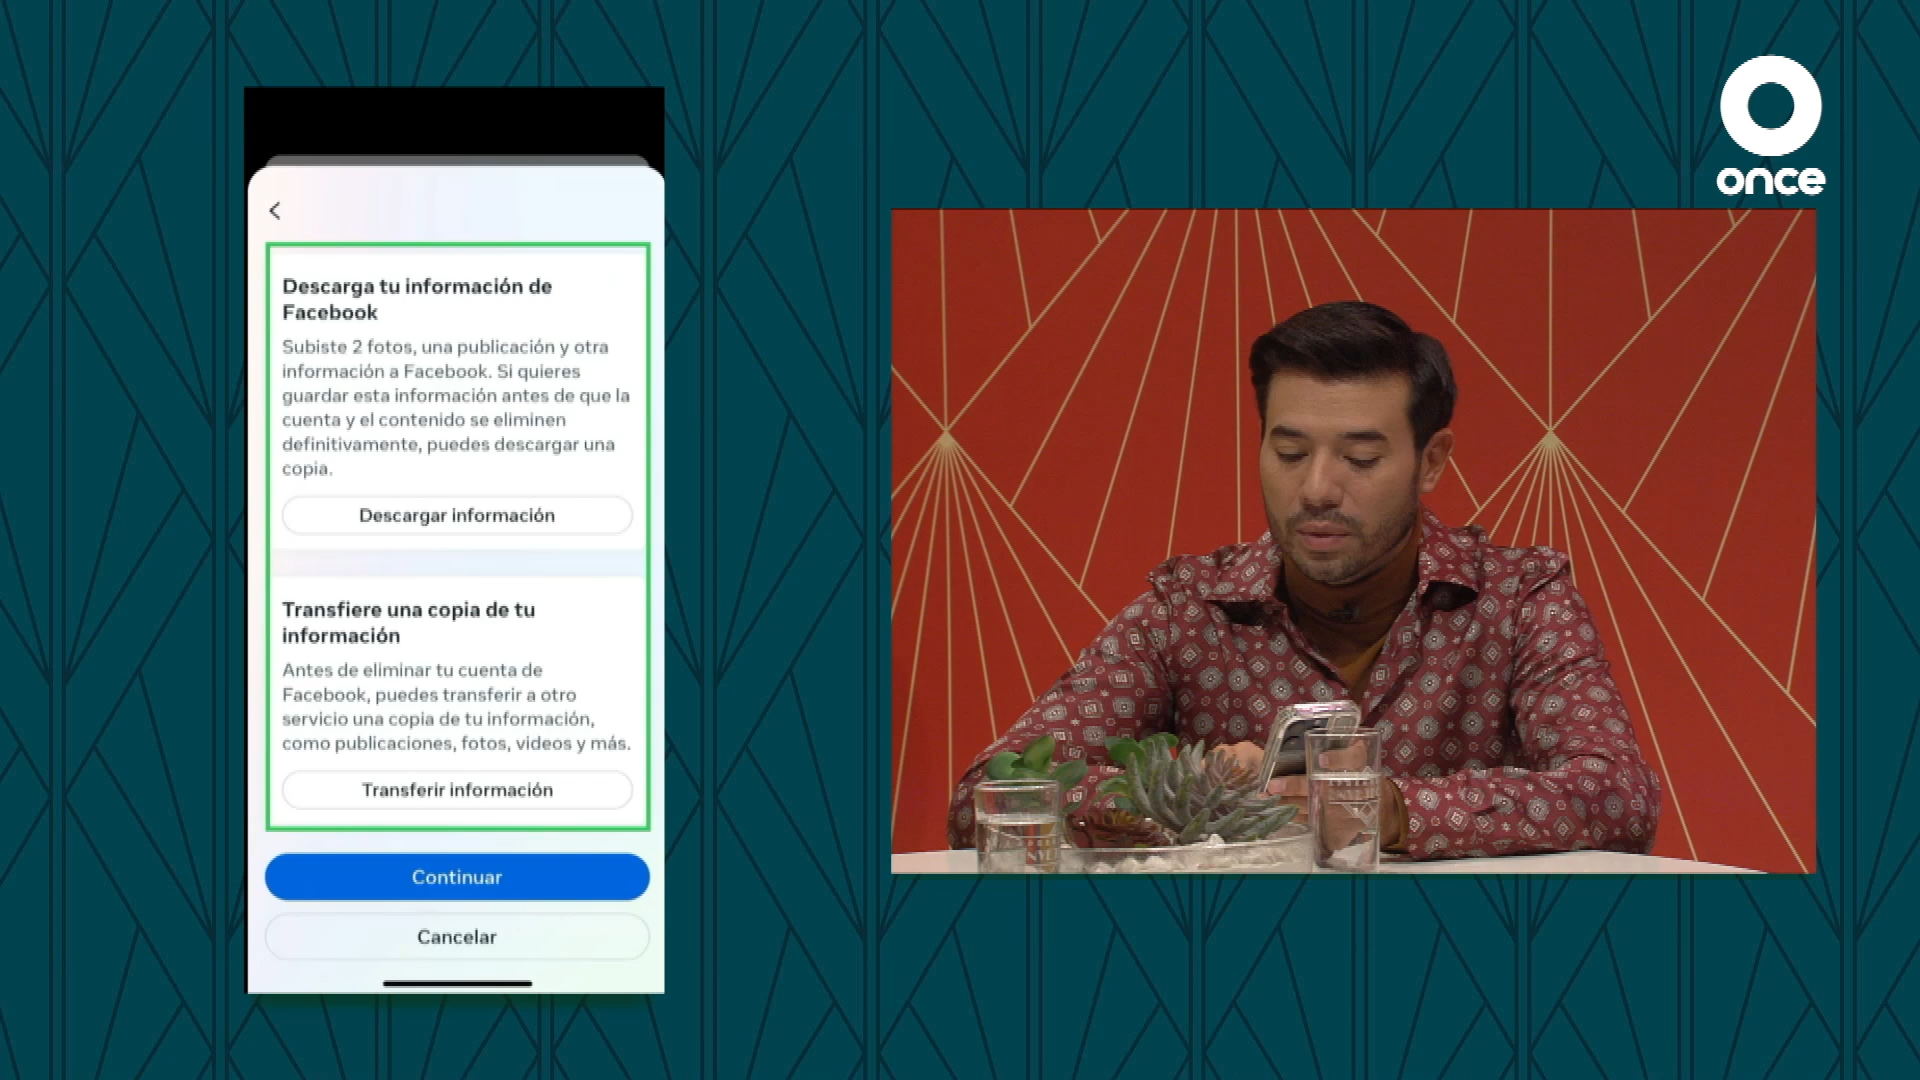 Descarga tu información de
Facebook
Subiste 2 fotos, una publicación y otra
información a Facebook. Si quieres
guardar esta información antes de que la
cuenta y el contenido se eliminen
definitivamente, puedes descargar una
copia.
Descargar información
Transfiere una copia de tu
información
Antes de eliminar tu cuenta de
Facebook, puedes transferir a otro
servicio una copia de tu información,
como publicaciones, fotos, videos y más.
Transferir información
Continuar
Cancelar
once